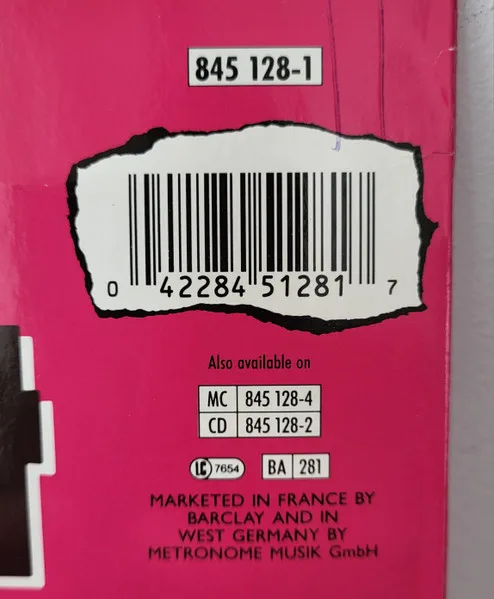 845 128-1
0 42284 51281 7
Also available on
MC 845 128-4
CD 845 128-2
LC 7654 BA 281
MARKETED IN FRANCE BY
BARCLAY AND IN
WEST GERMANY BY
METRONOME MUSIK GmbH